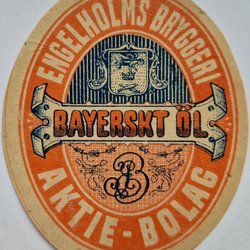 ENGELHOLMS BRYGGERI
BAYERSKT ÖL
AKTIE-BOLAG